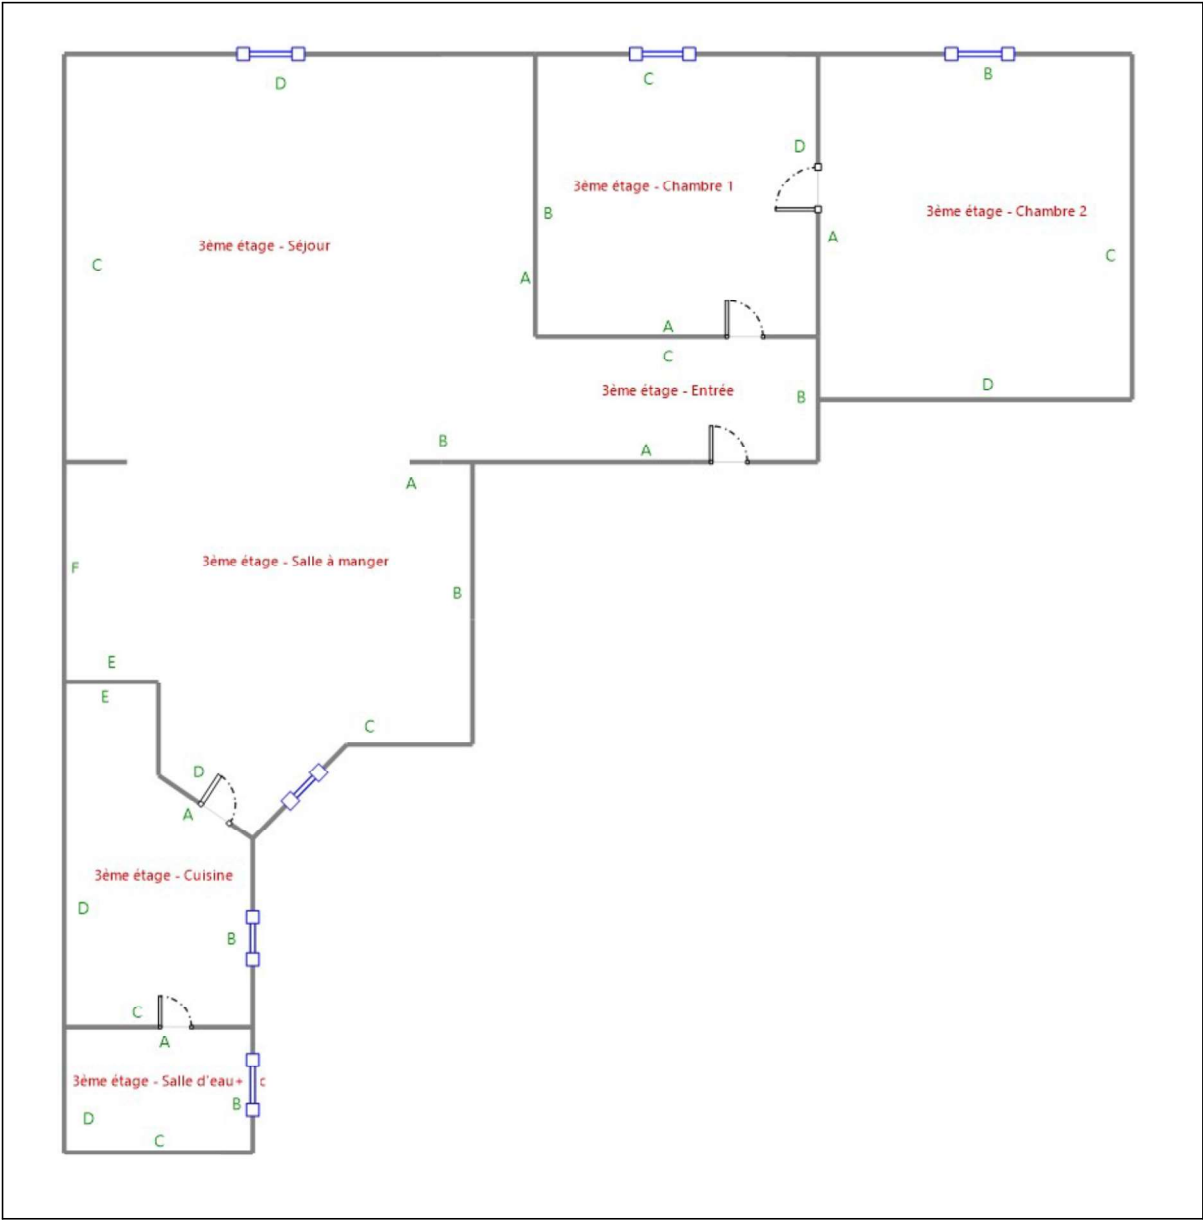 D
C
B
D
3ème étage - Chambre 1
3ème étage - Chambre 2
B
A
3ème étage - Séjour
C
C
A
A
C
D
3ème étage - Entrée
B
B
A
A
3ème étage - Salle à manger
F
B
E
E
C
D
A
3ème étage - Cuisine
D
B
C
A
3ème étage - Salle d'eau+ c
B
D
C